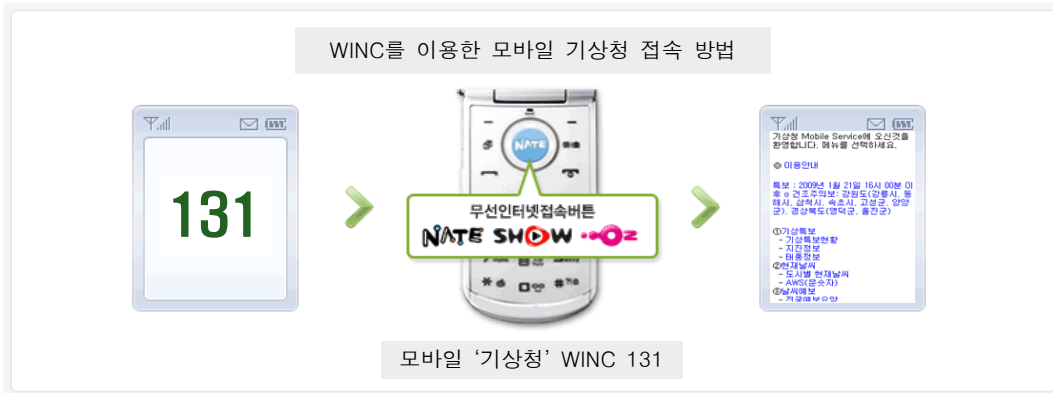 WINC를 이용한 모바일 기상청 접속 방법
131
NATE
무선인터넷접속버튼
NATE SHOW OZ
기상청 Mobile Service에 오신것을
환영합니다. 메뉴를 선택하세요.
◎ 이용안내
특보 : 2009년 1월 21일 16시 00분 이
후 o 건조주의보: 강원도(강릉시, 동
해시, 삼척시, 속초시, 고성군, 양양
군), 경상북도(영덕군, 울진군)
①기상특보
- 기상특보현황
- 지진정보
- 태풍정보
②현재날씨
- 도시별 현재날씨
- AWS(문숫자)
③날씨예보
- 전국예보요약
모바일 ‘기상청’ WINC 131